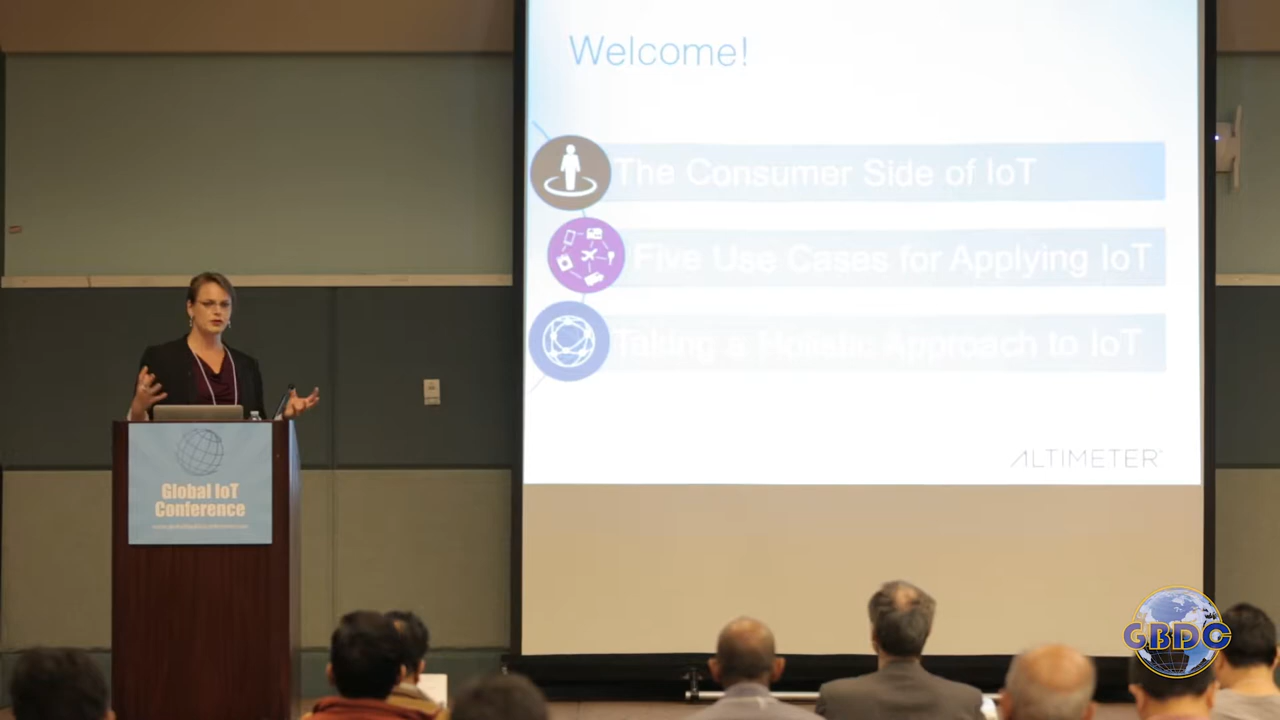 Welcome!
The Consumer Side of IoT
Five Use Cases for Applying IoT
Taking a Holistic Approach to IoT
ALTIMETER
Global IoT
Conference
GBDC